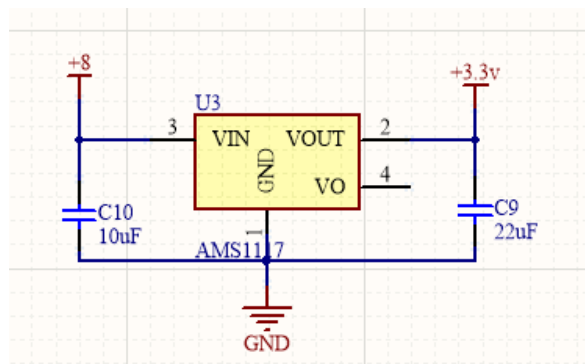 +8
+3.3v
U3
3
VIN
VOUT
2
GND
VO
4
C10
10uF
1
AMS1117
C9
22uF
GND